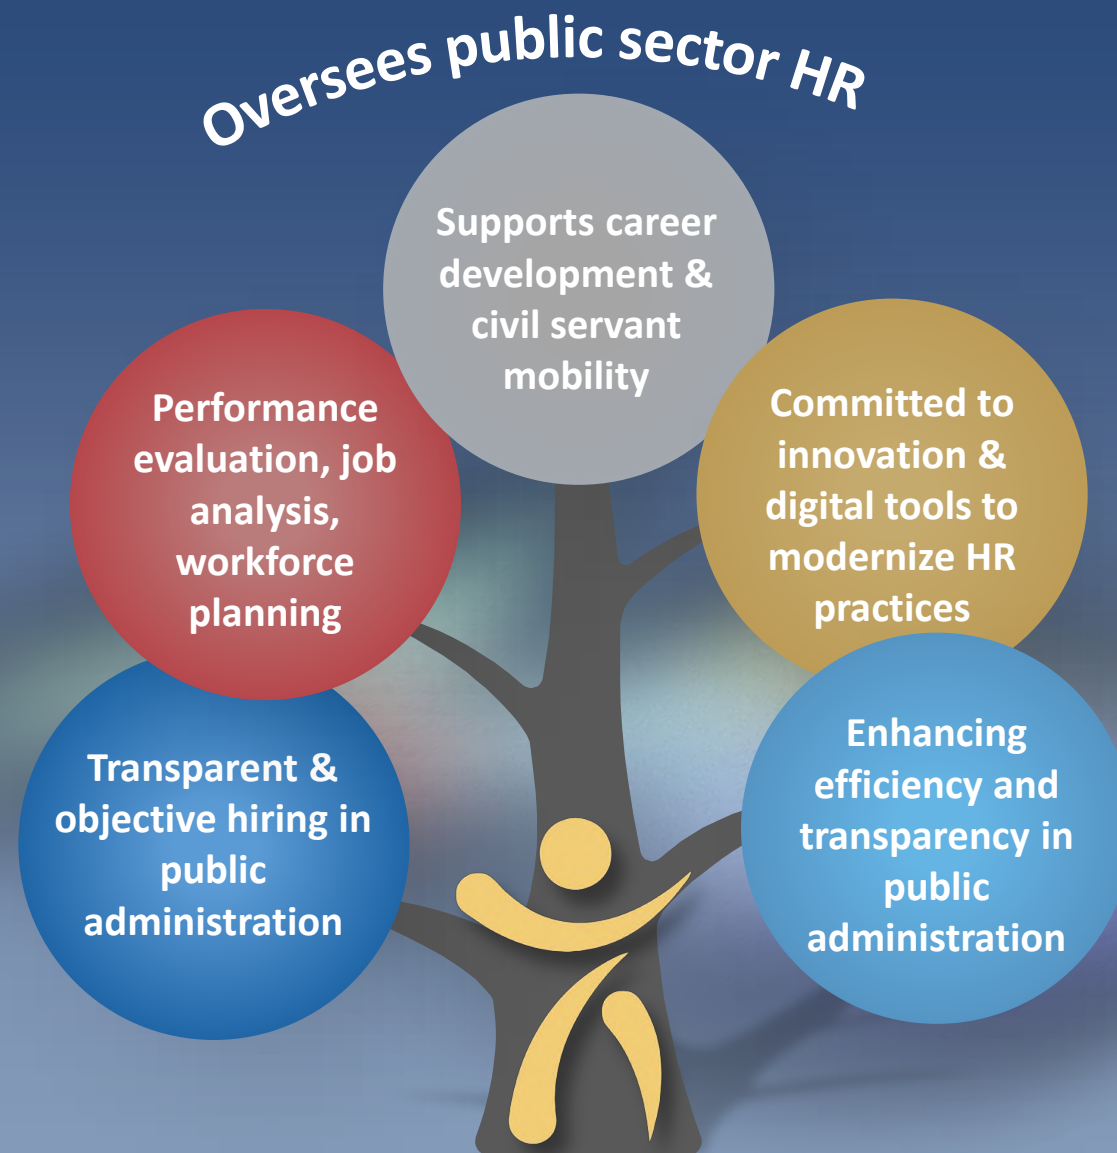 Oversees public sector HR
Supports career
development &
civil servant
mobility
Performance
evaluation, job
analysis,
workforce
planning
Committed to
innovation &
digital tools to
modernize HR
practices
Transparent &
objective hiring in
public
administration
Enhancing
efficiency and
transparency in
public
administration